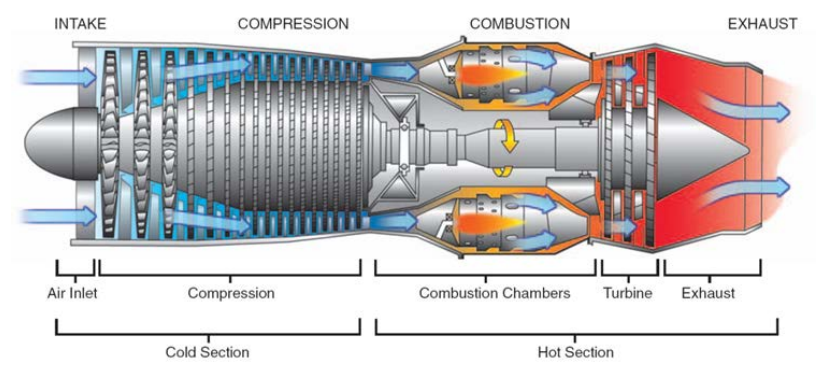 INTAKE COMPRESSION COMBUSTION EXHAUST
Air Inlet Compression Combustion Chambers Turbine Exhaust
Cold Section Hot Section